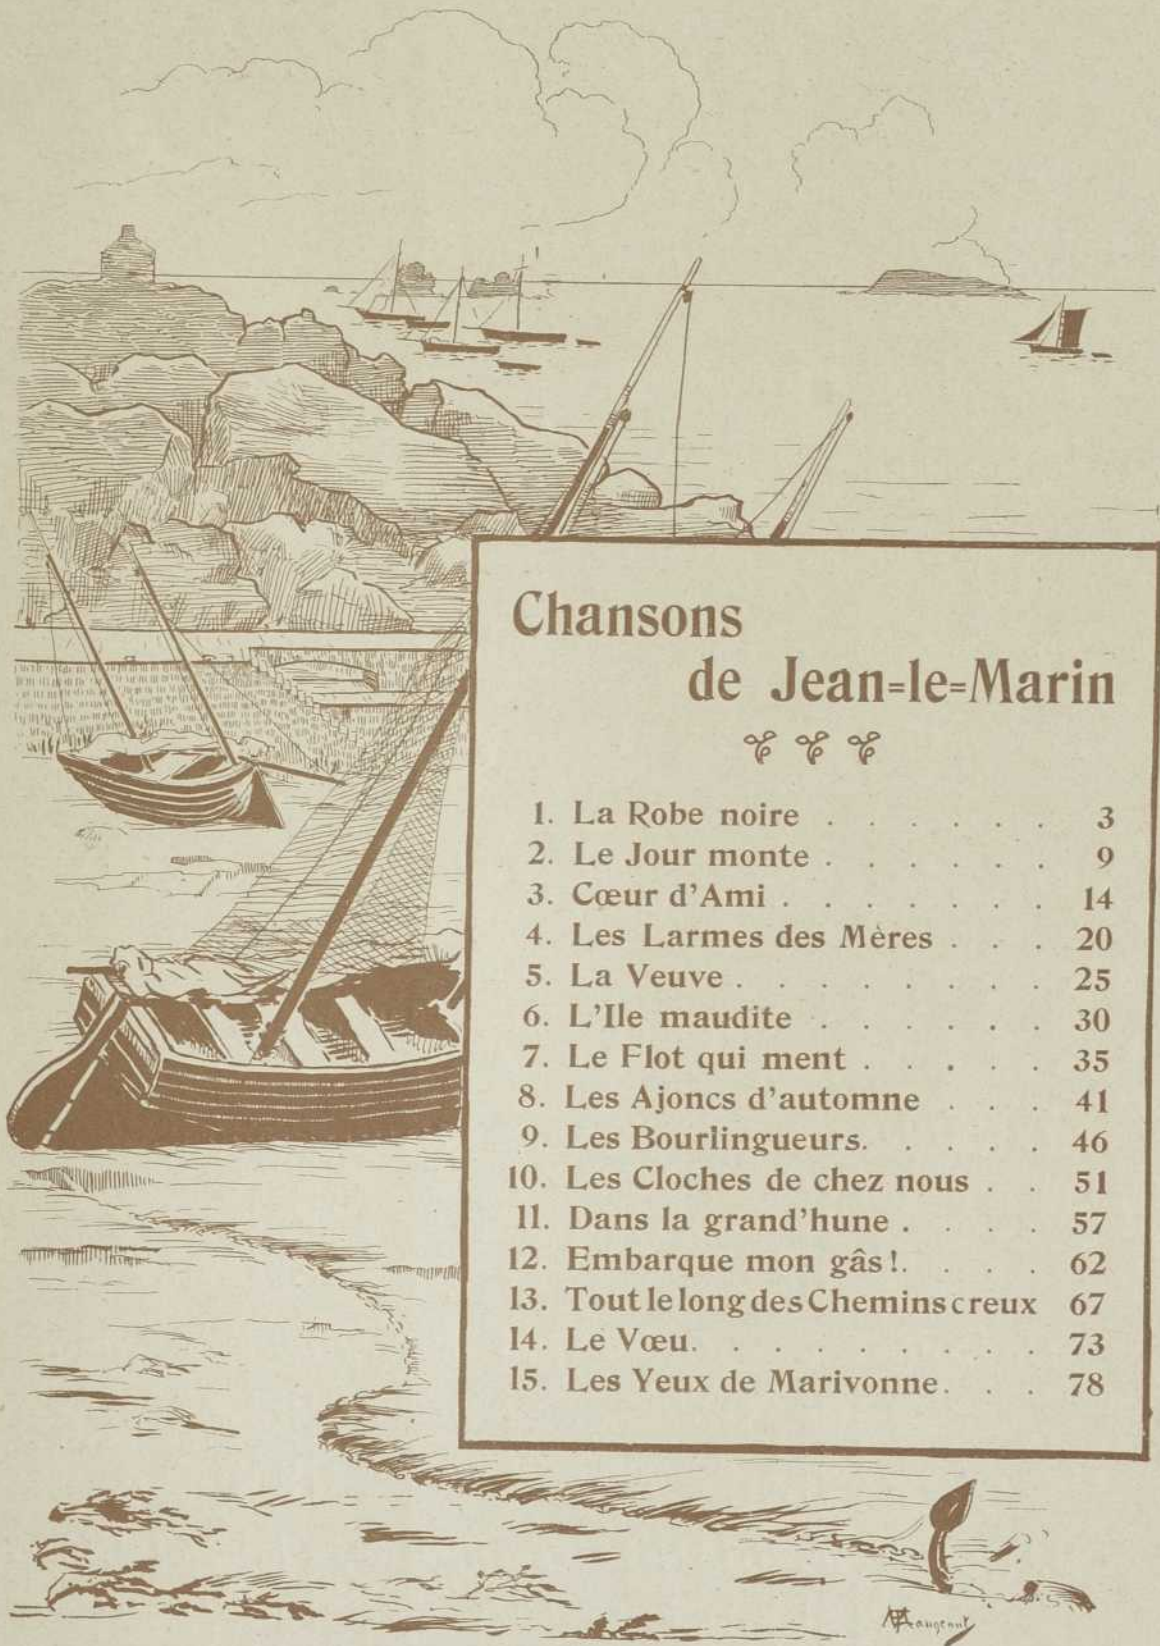 Chansons
de Jean=le=Marin
1. La Robe noire . . . . . . 3
2. Le Jour monte . . . . . . 9
3. Cœur d'Ami . . . . . . . 14
4. Les Larmes des Mères . . . 20
5. La Veuve . . . . . . . . 25
6. L'Ile maudite . . . . . . 30
7. Le Flot qui ment . . . . . 35
8. Les Ajoncs d'automne . . . 41
9. Les Bourlingueurs. . . . . 46
10. Les Cloches de chez nous . . 51
11. Dans la grand'hune . . . . 57
12. Embarque mon gâs!. . . . 62
13. Tout le long des Chemins creux 67
14. Le Vœu. . . . . . . . . 73
15. Les Yeux de Marivonne. . . 78